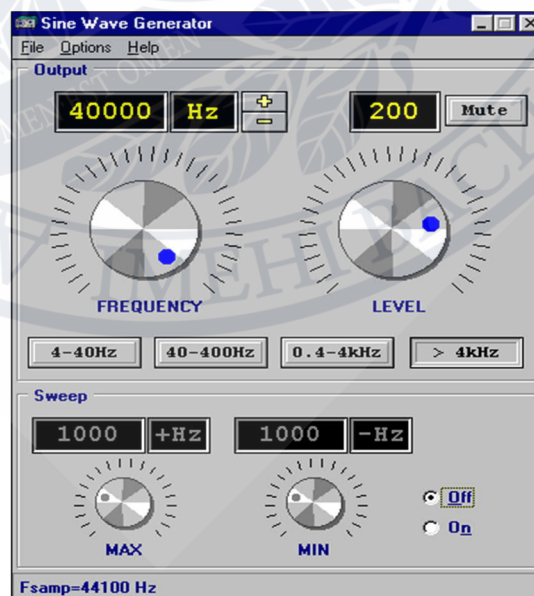 Sine Wave Generator
File Options Help
Output
40000 Hz + −
200 Mute
FREQUENCY LEVEL
4-40Hz 40-400Hz 0.4-4kHz > 4kHz
Sweep
1000 +Hz 1000 -Hz
Off
On
MAX MIN
Fsamp=44100 Hz